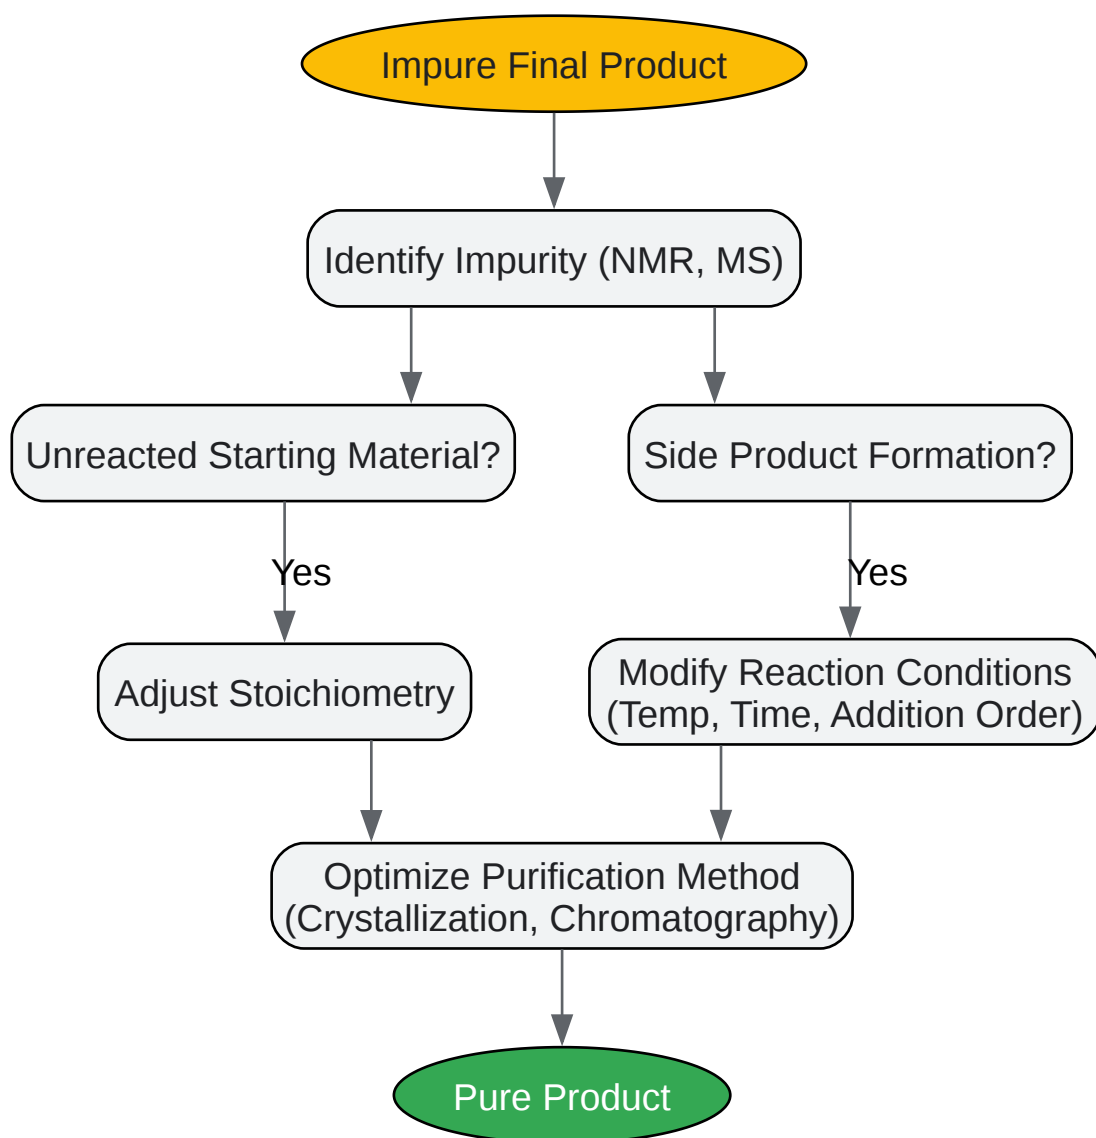 Impure Final Product
Identify Impurity (NMR, MS)
Unreacted Starting Material?
Side Product Formation?
Yes
Yes
Adjust Stoichiometry
Modify Reaction Conditions
(Temp, Time, Addition Order)
Optimize Purification Method
(Crystallization, Chromatography)
Pure Product